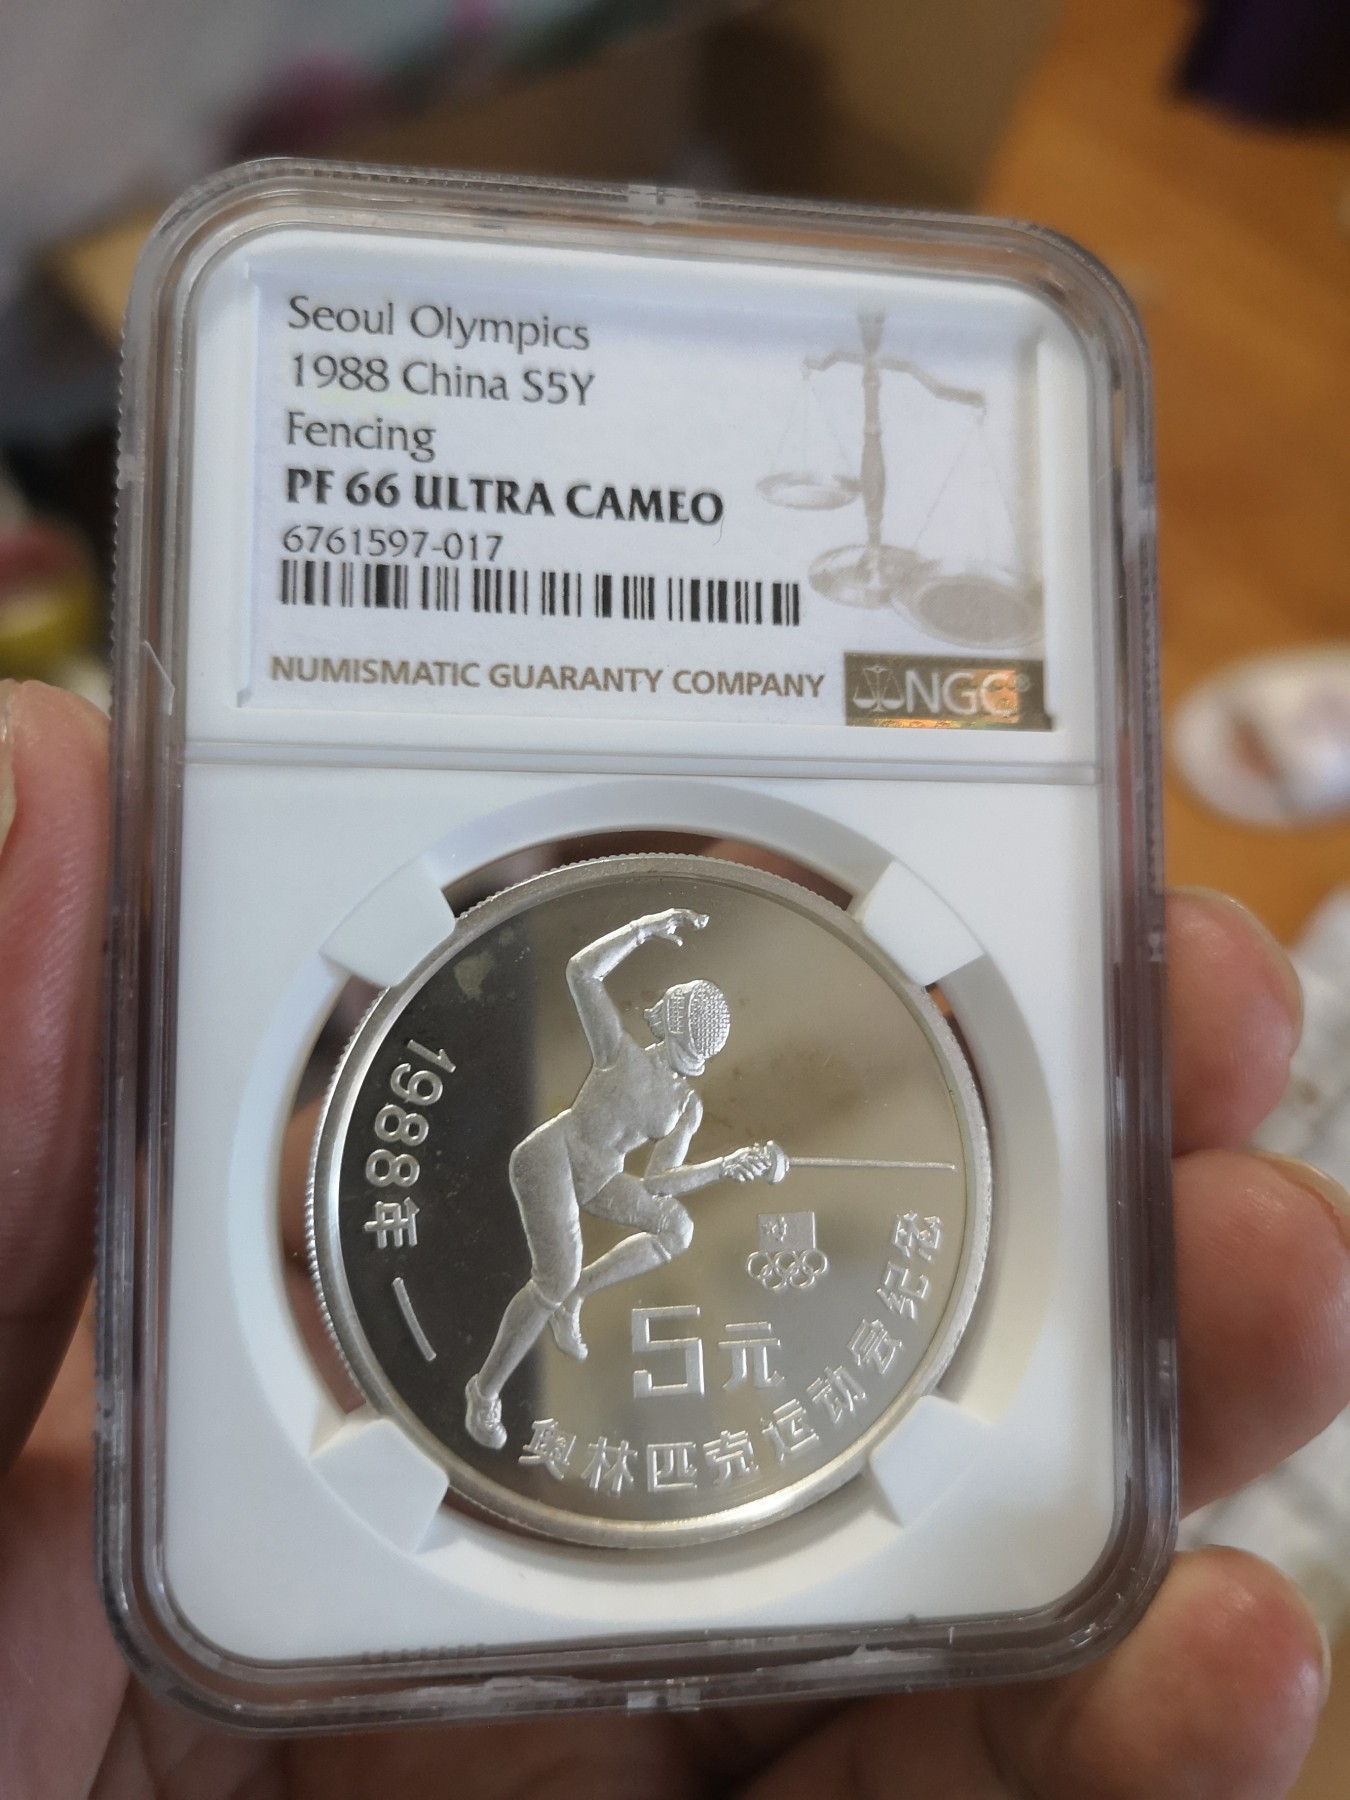 Seoul Olympics
1988 China S5Y
Fencing
PF 66 ULTRA CAMEO
6761597-017
NUMISMATIC GUARANTY COMPANY
NGC®
1988年一
5元
奥林匹克运动会纪念